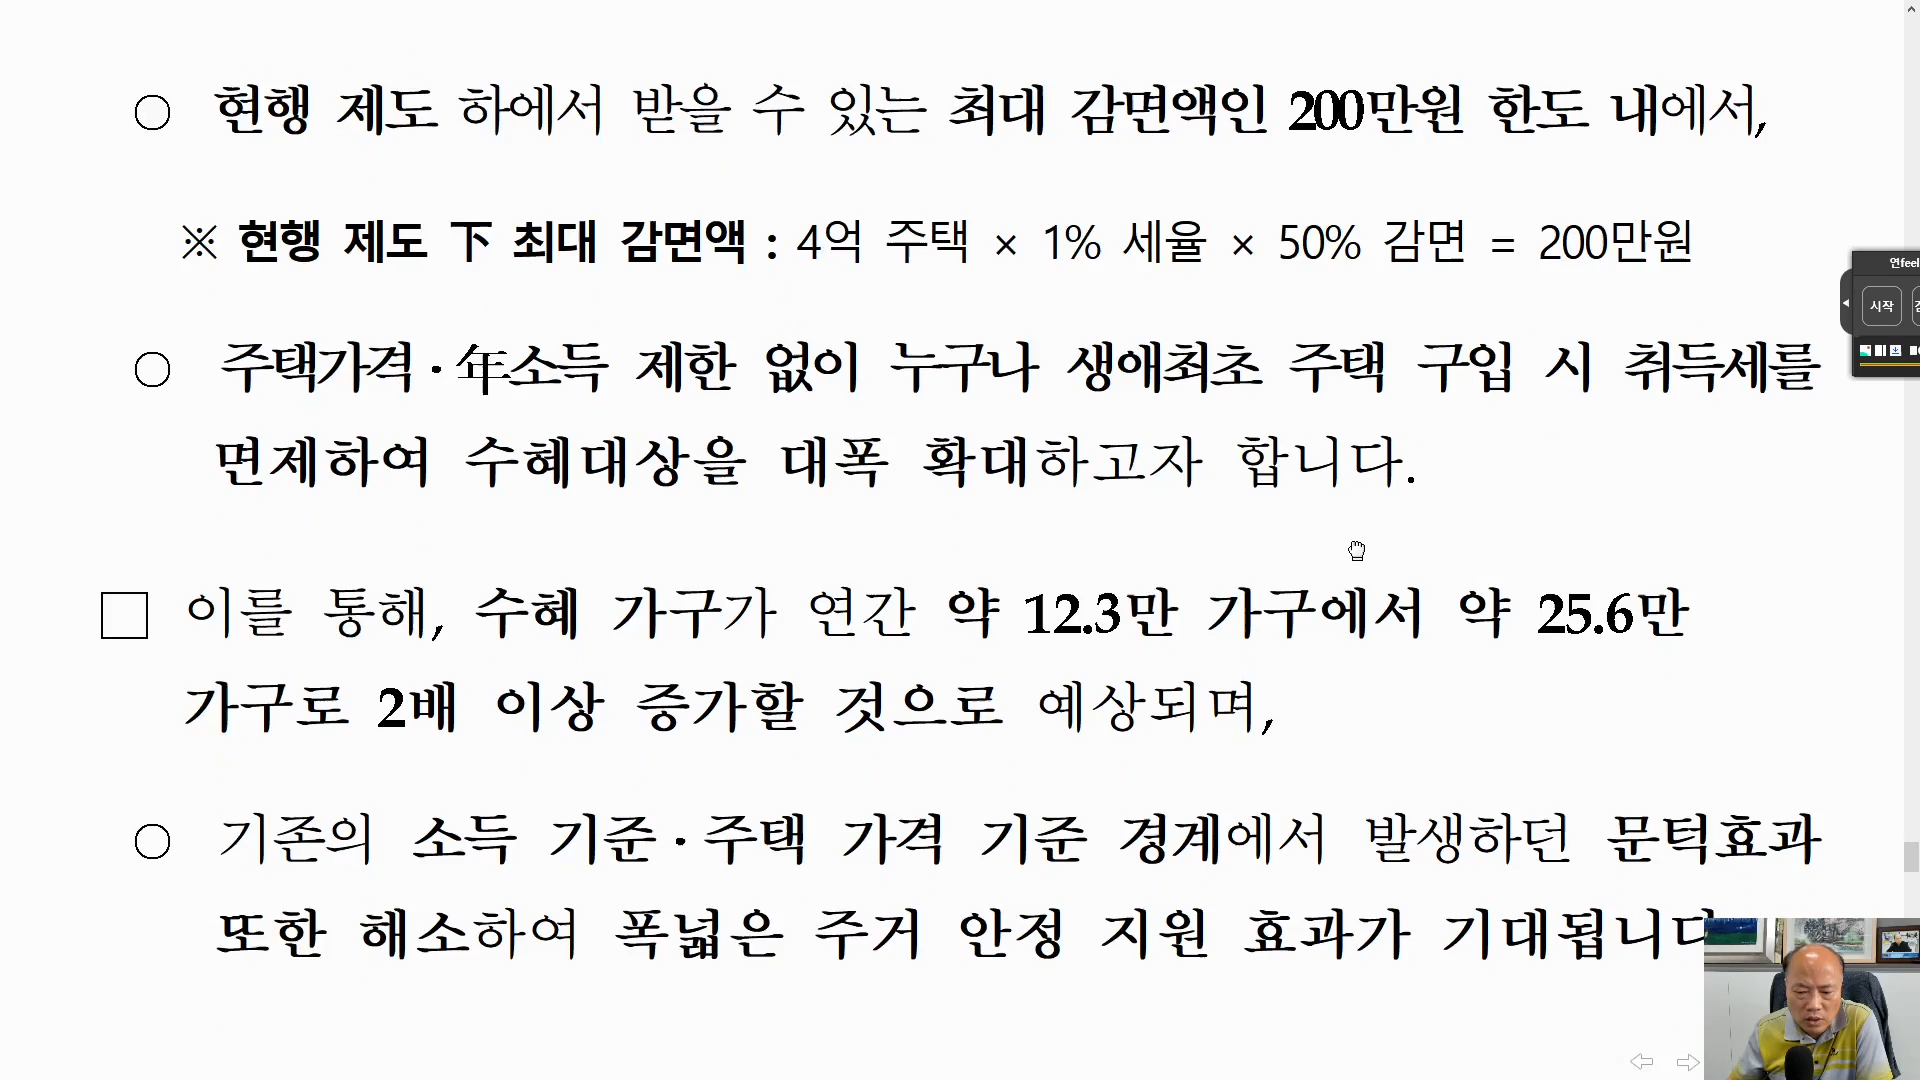 ○ 현행 제도 하에서 받을 수 있는 최대 감면액인 200만원 한도 내에서,
※ 현행 제도 下 최대 감면액 : 4억 주택 × 1% 세율 × 50% 감면 = 200만원
연feel
시작
○ 주택가격·年소득 제한 없이 누구나 생애최초 주택 구입 시 취득세를
면제하여 수혜대상을 대폭 확대하고자 합니다.
□ 이를 통해, 수혜 가구가 연간 약 12.3만 가구에서 약 25.6만
가구로 2배 이상 증가할 것으로 예상되며,
○ 기존의 소득 기준·주택 가격 기준 경계에서 발생하던 문턱효과
또한 해소하여 폭넓은 주거 안정 지원 효과가 기대됩니다